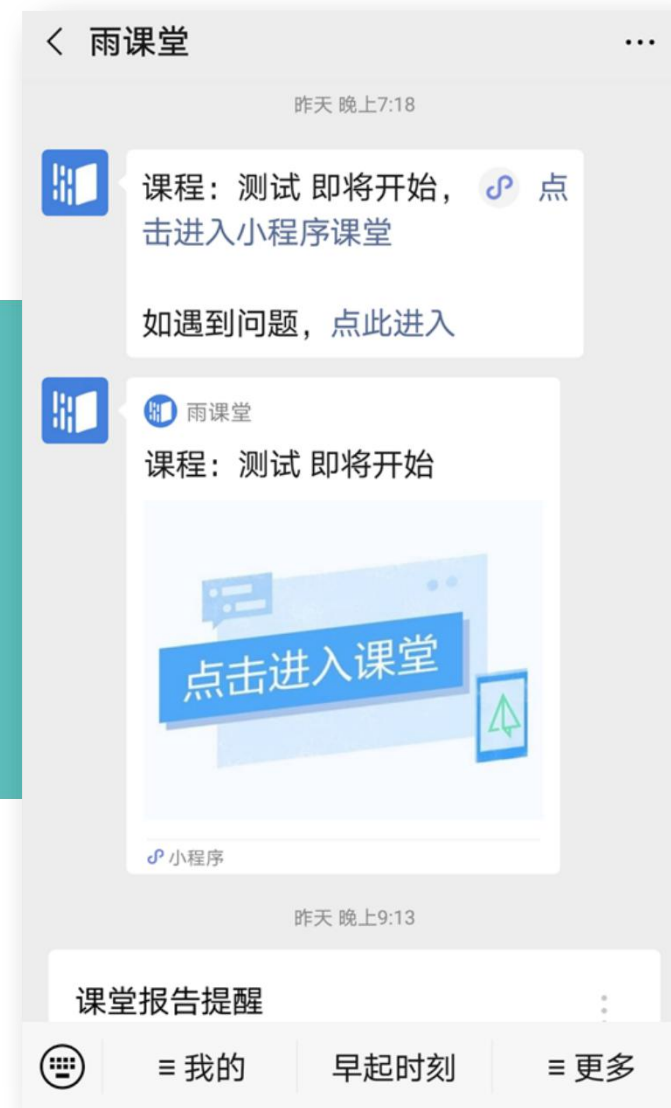 雨课堂
昨天 晚上7:18
课程：测试 即将开始， 点
击进入小程序课堂
如遇到问题，点此进入
雨课堂
课程：测试 即将开始
点击进入课堂
小程序
昨天 晚上9:13
课堂报告提醒
我的
早起时刻
更多